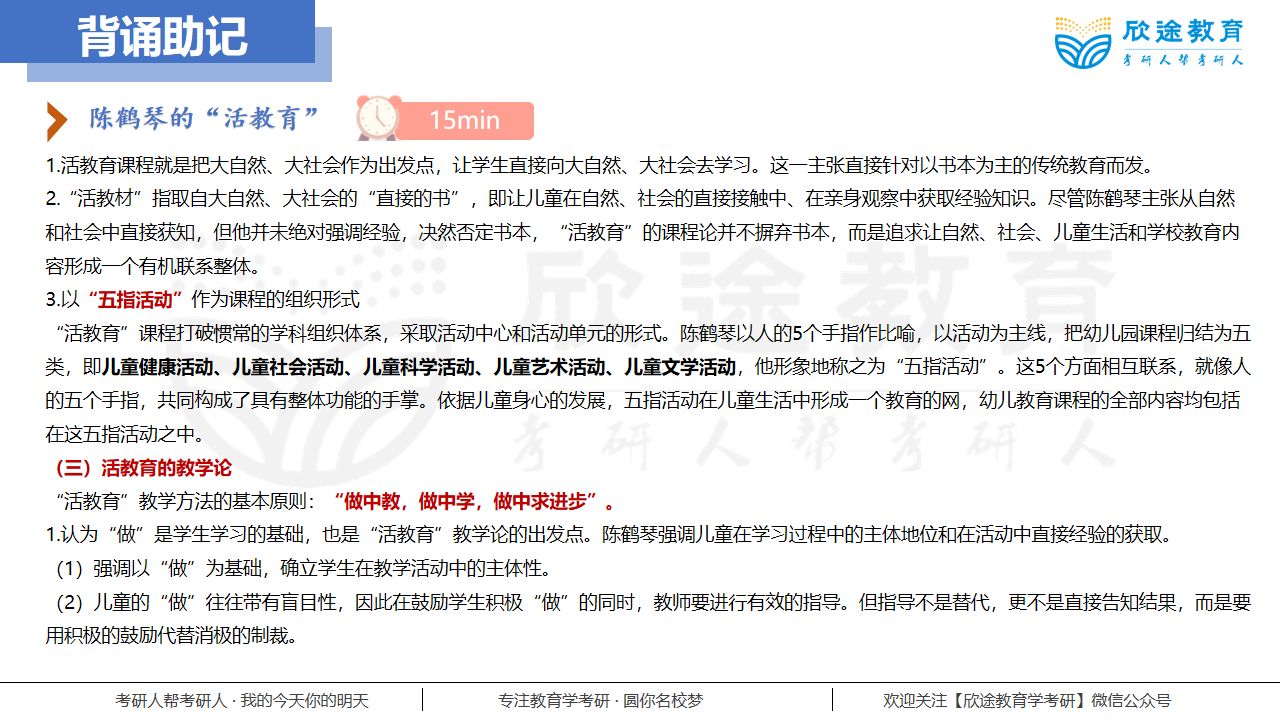 背诵助记
欣途教育
考研人帮考研人
陈鹤琴的“活教育”
15min
1.活教育课程就是把大自然、大社会作为出发点，让学生直接向大自然、大社会去学习。这一主张直接针对以书本为主的传统教育而发。
2.“活教材”指取自大自然、大社会的“直接的书”，即让儿童在自然、社会的直接接触中、在亲身观察中获取经验知识。尽管陈鹤琴主张从自然
和社会中直接获知，但他并未绝对强调经验，决然否定书本，“活教育”的课程论并不摒弃书本，而是追求让自然、社会、儿童生活和学校教育内
容形成一个有机联系整体。
3.以“五指活动”作为课程的组织形式
“活教育”课程打破惯常的学科组织体系，采取活动中心和活动单元的形式。陈鹤琴以人的5个手指作比喻，以活动为主线，把幼儿园课程归结为五
类，即儿童健康活动、儿童社会活动、儿童科学活动、儿童艺术活动、儿童文学活动，他形象地称之为“五指活动”。这5个方面相互联系，就像人
的五个手指，共同构成了具有整体功能的手掌。依据儿童身心的发展，五指活动在儿童生活中形成一个教育的网，幼儿教育课程的全部内容均包括
在这五指活动之中。
（三）活教育的教学论
“活教育”教学方法的基本原则：“做中教，做中学，做中求进步”。
1.认为“做”是学生学习的基础，也是“活教育”教学论的出发点。陈鹤琴强调儿童在学习过程中的主体地位和在活动中直接经验的获取。
（1）强调以“做”为基础，确立学生在教学活动中的主体性。
（2）儿童的“做”往往带有盲目性，因此在鼓励学生积极“做”的同时，教师要进行有效的指导。但指导不是替代，更不是直接告知结果，而是要
用积极的鼓励代替消极的制裁。
欣途教育
考研人帮考研人
考研人帮考研人 · 我的今天你的明天
专注教育学考研 · 圆你名校梦
欢迎关注【欣途教育学考研】微信公众号